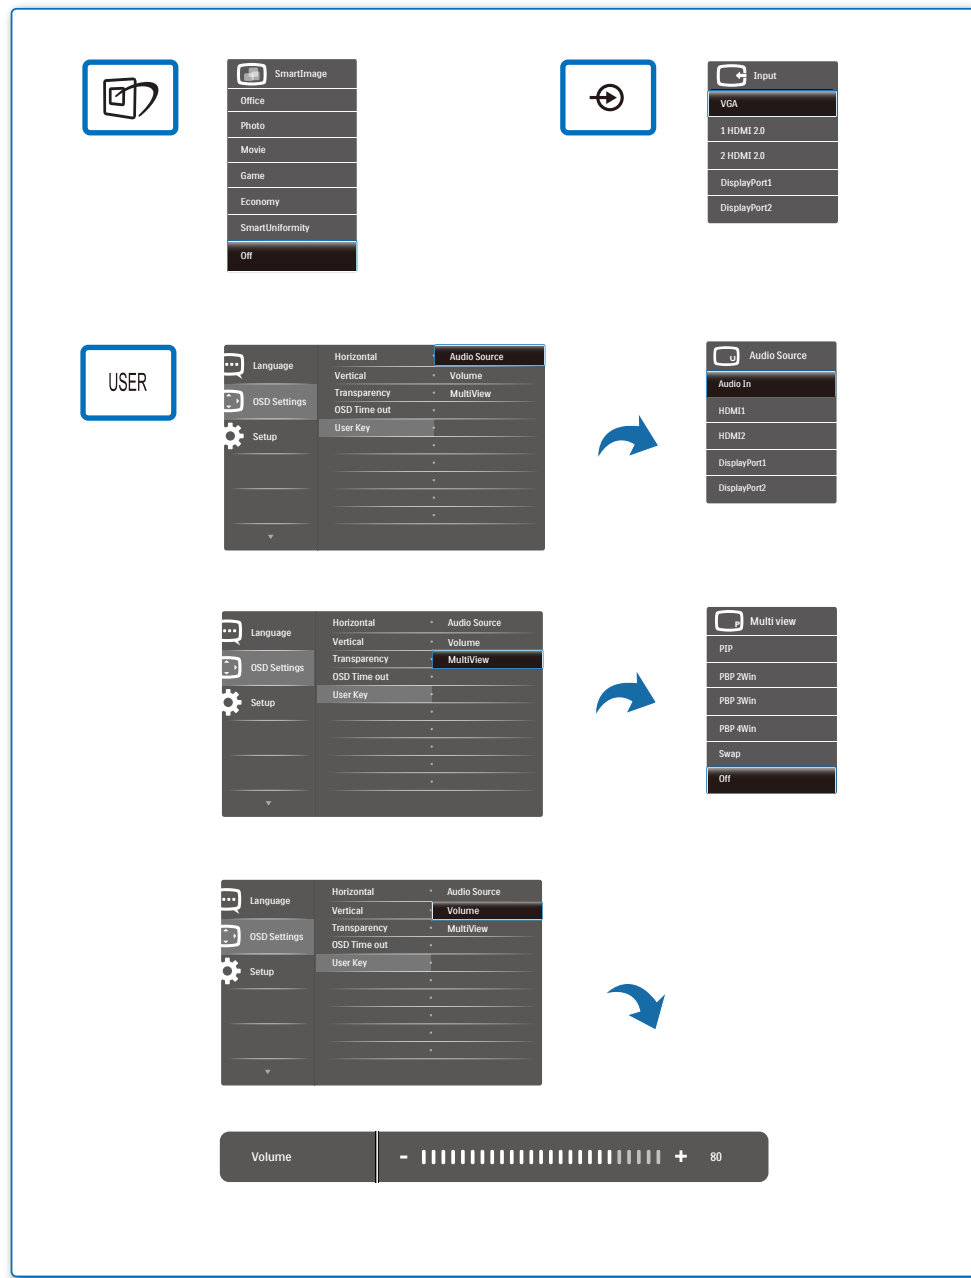 SmartImage
Office
Photo
Movie
Game
Economy
SmartUniformity
Off
Input
VGA
1 HDMI 2.0
2 HDMI 2.0
DisplayPort1
DisplayPort2
USER
Language
OSD Settings
Setup
Horizontal
Vertical
Transparency
OSD Time out
User Key
Audio Source
Volume
MultiView
U
Audio Source
Audio In
HDMI1
HDMI2
DisplayPort1
DisplayPort2
Language
OSD Settings
Setup
Horizontal
Vertical
Transparency
OSD Time out
User Key
Audio Source
Volume
MultiView
P
Multi view
PIP
PBP 2Win
PBP 3Win
PBP 4Win
Swap
Off
Language
OSD Settings
Setup
Horizontal
Vertical
Transparency
OSD Time out
User Key
Audio Source
Volume
MultiView
Volume - + 80